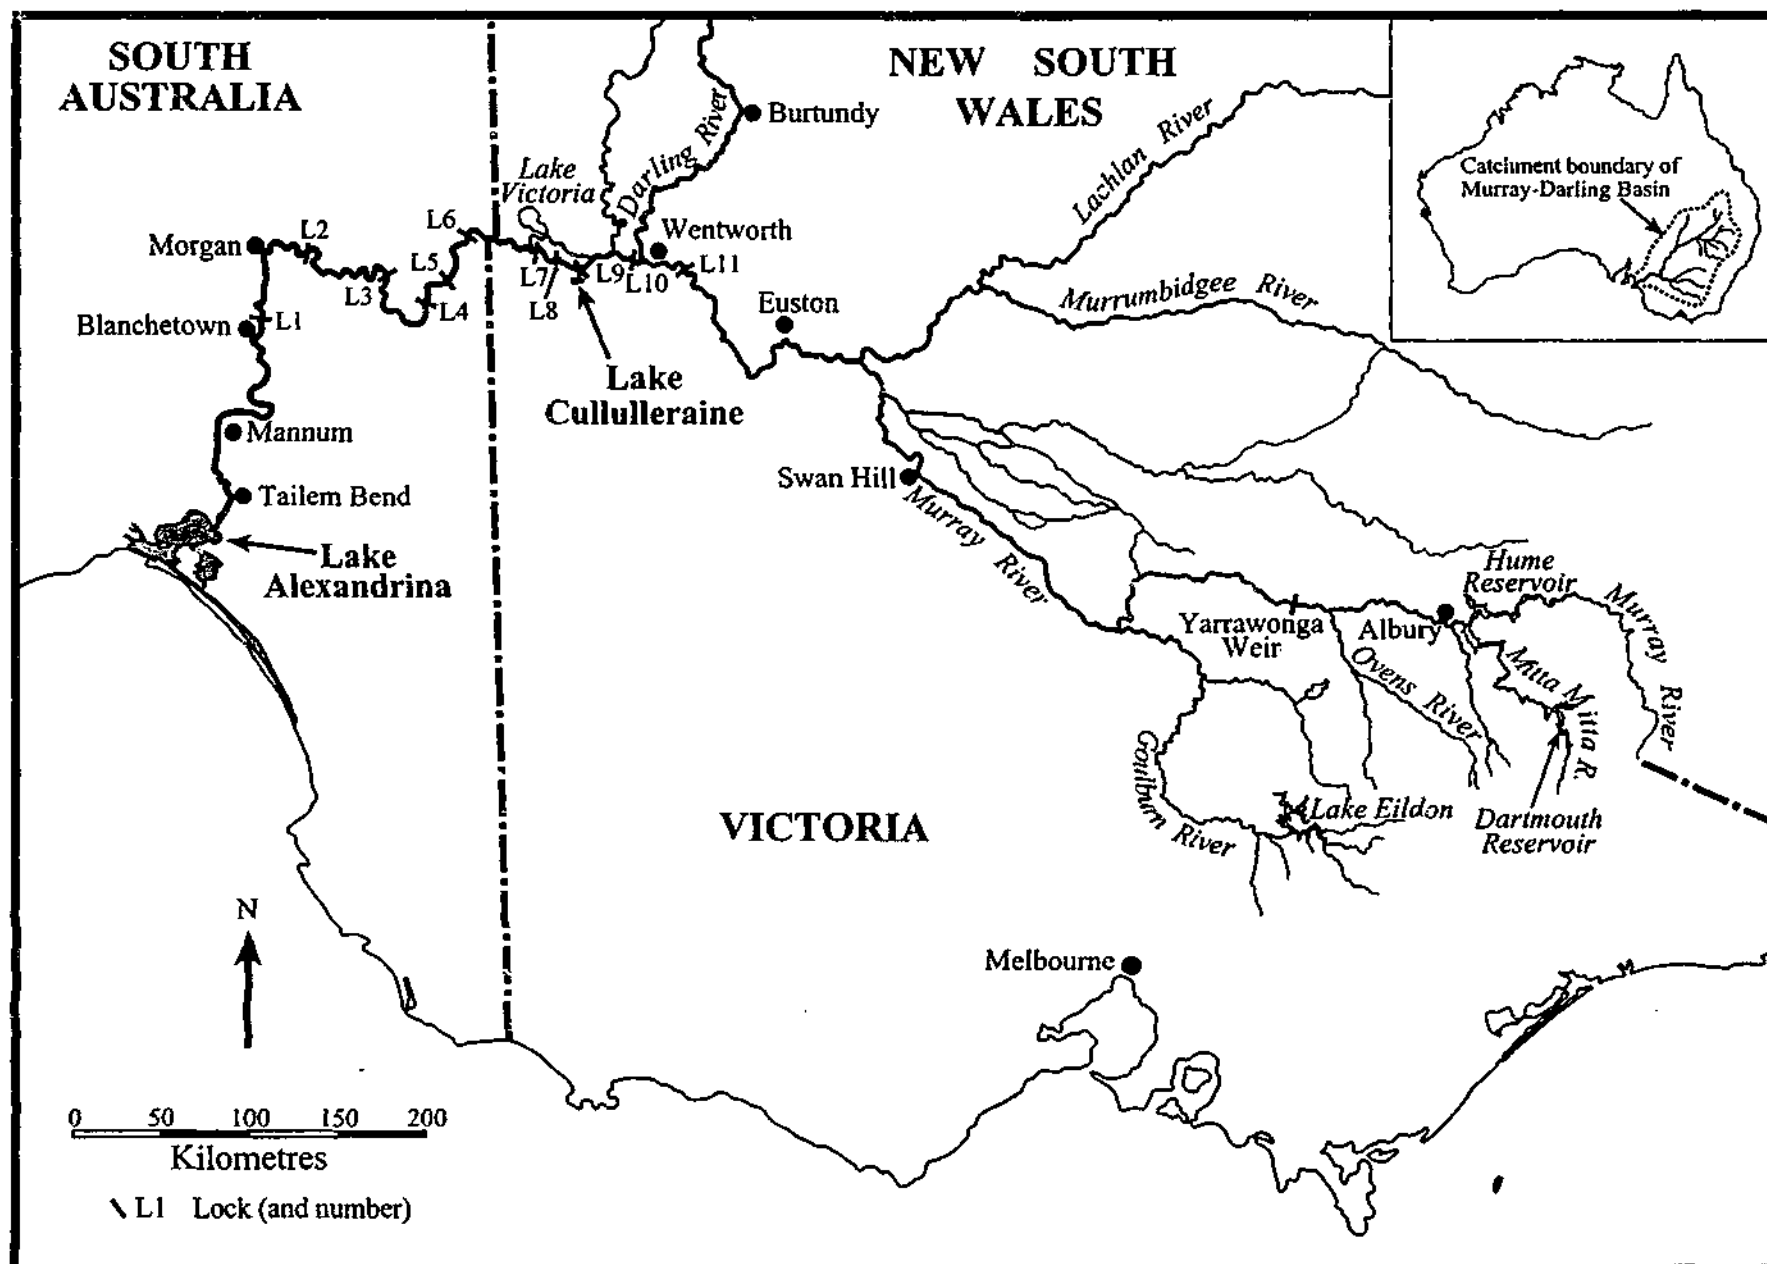 SOUTH
AUSTRALIA
NEW SOUTH
WALES
Catchment boundary of
Murray-Darling Basin
Burtundy
Darling River
Lachlan River
Lake
Victoria
Wentworth
Morgan
L2
L6
L5
L3
L4
L7
L8
L9
L10
L11
Murrumbidgee River
Euston
Blanchetown
L1
Lake
Cullulleraine
Mannum
Swan Hill
Tailem Bend
Murray River
Lake
Alexandrina
Hume
Reservoir
Murray River
Yarrawonga
Weir
Albury
Ovens River
Mitta Mitta R.
Goulburn River
Lake Eildon
Dartmouth
Reservoir
VICTORIA
N
Melbourne
0 50 100 150 200
Kilometres
L1 Lock (and number)